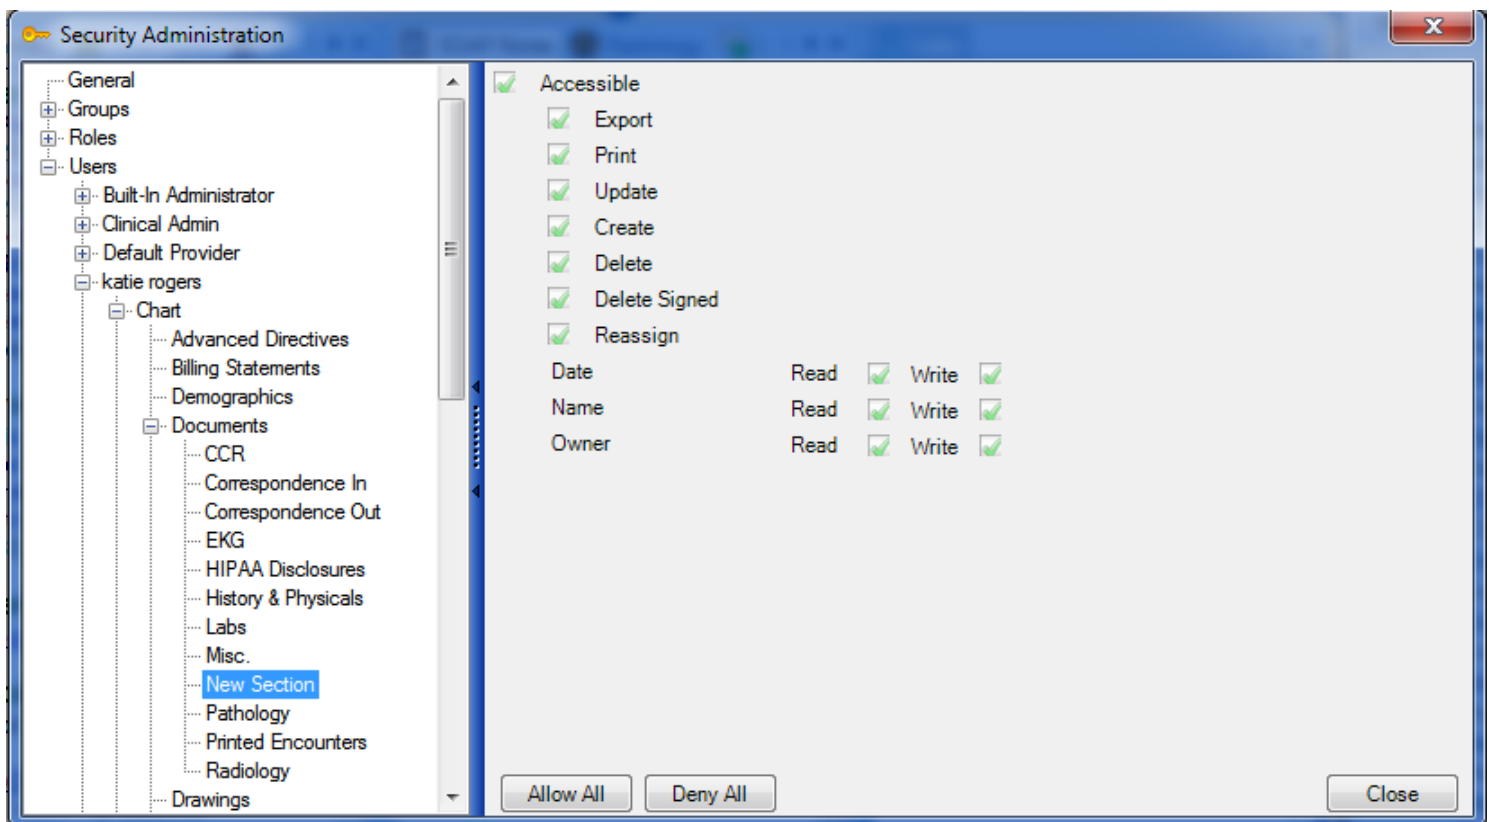 Security Administration
General
Groups
Roles
Users
Built-In Administrator
Clinical Admin
Default Provider
katie rogers
Chart
Advanced Directives
Billing Statements
Demographics
Documents
CCR
Correspondence In
Correspondence Out
EKG
HIPAA Disclosures
History & Physicals
Labs
Misc.
New Section
Pathology
Printed Encounters
Radiology
Drawings
Accessible
Export
Print
Update
Create
Delete
Delete Signed
Reassign
Date Read Write
Name Read Write
Owner Read Write
Allow All Deny All Close